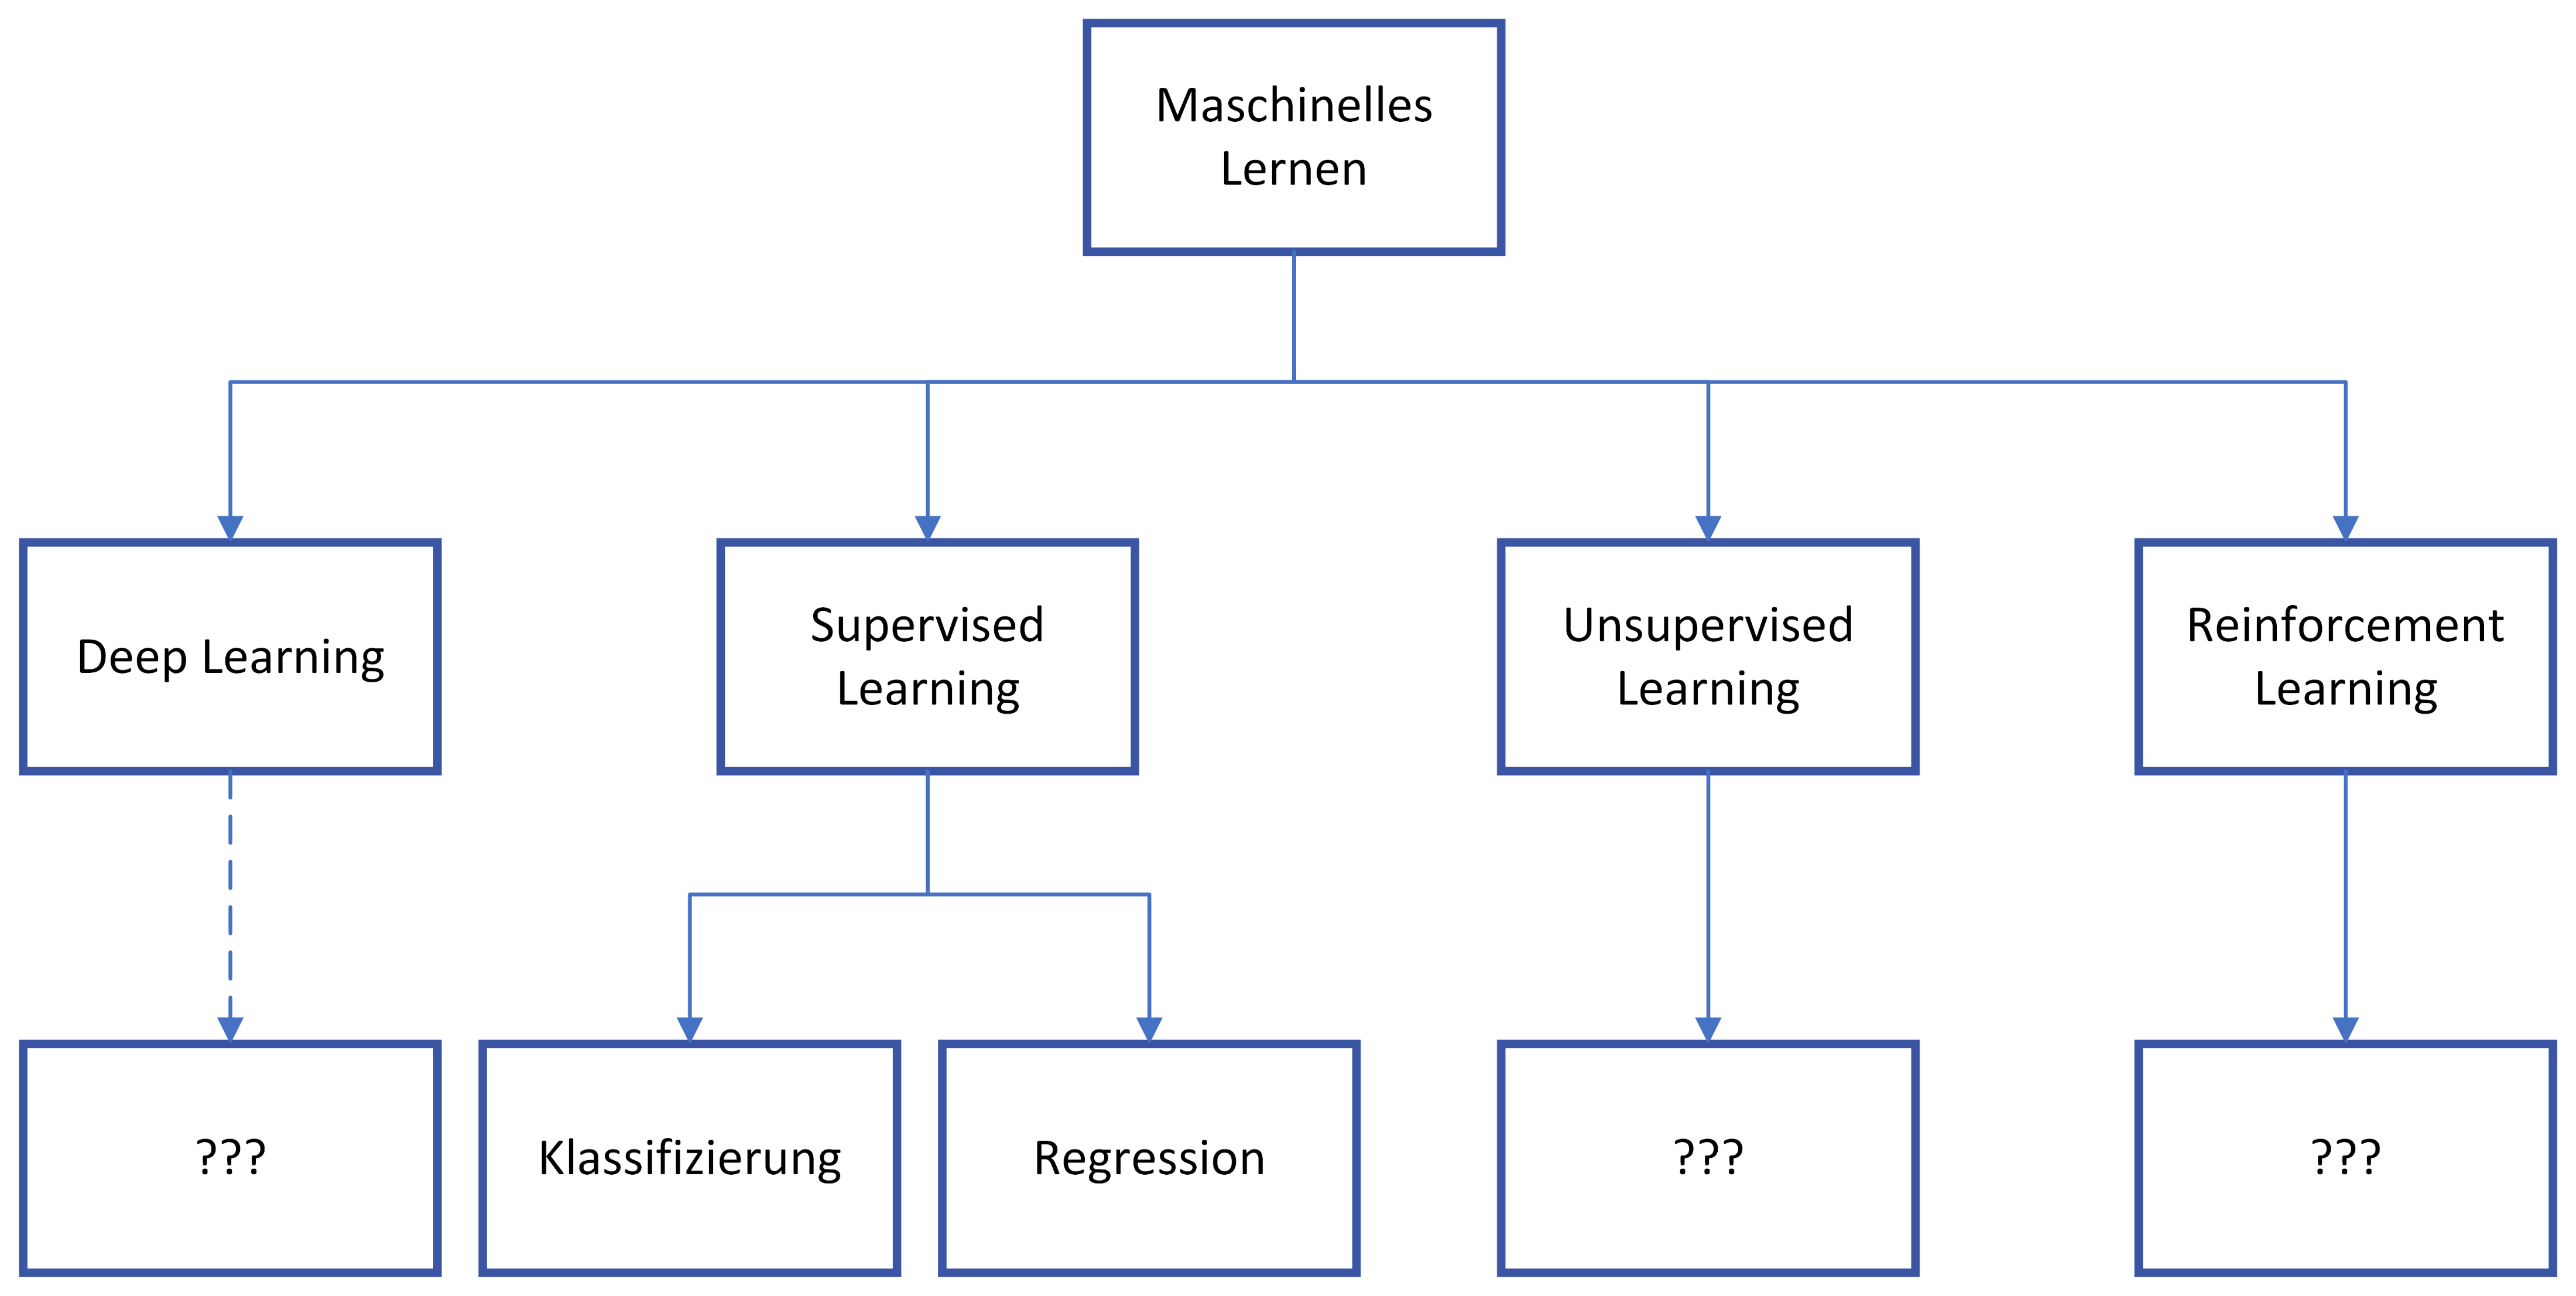 Maschinelles
Lernen
Deep Learning
Supervised
Learning
Unsupervised
Learning
Reinforcement
Learning
???
Klassifizierung
Regression
???
???